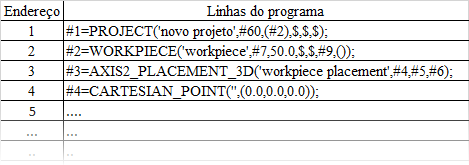 Endereço Linhas do programa
1 #1=PROJECT('novo projeto',#60,(#2),$,$,$);
2 #2=WORKPIECE('workpiece',#7,50.0,$,$,#9,());
3 #3=AXIS2_PLACEMENT_3D('workpiece placement',#4,#5,#6);
4 #4=CARTESIAN_POINT('',(0.0,0.0,0.0));
5 ....
... ...
.. ..